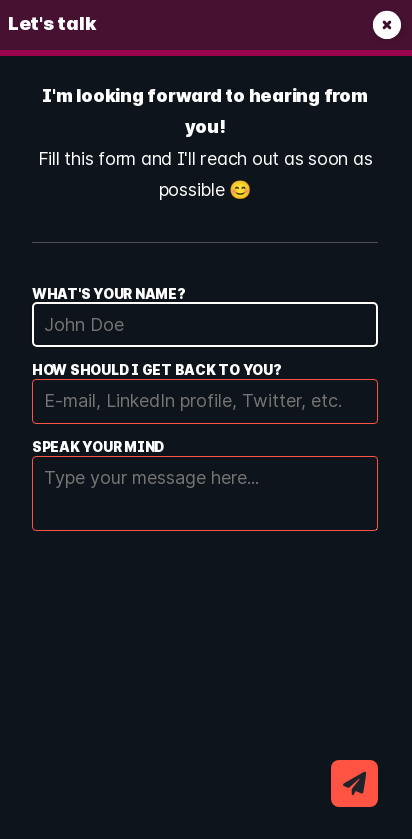 Let's talk
I'm looking forward to hearing from
you!
Fill this form and I'll reach out as soon as
possible 😊
WHAT'S YOUR NAME?
John Doe
HOW SHOULD I GET BACK TO YOU?
E-mail, LinkedIn profile, Twitter, etc.
SPEAK YOUR MIND
Type your message here...